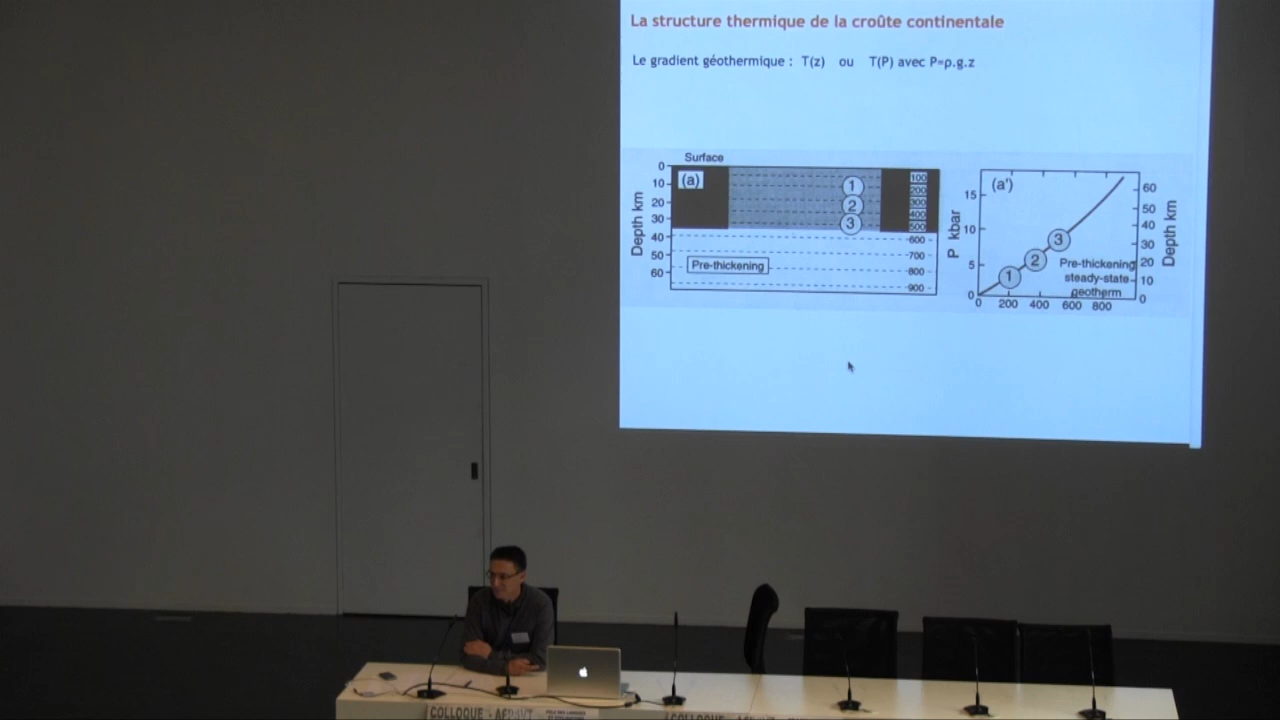 La structure thermique de la croûte continentale
Le gradient géothermique : T(z) ou T(P) avec P=ρ.g.z
Surface
0
10
20
30
40
50
60
Depth km
(a)
1
2
3
100
200
300
400
500
600
700
800
900
Pre-thickening
(a')
P kbar
15
10
5
0
1
2
3
Pre-thickening
steady-state
geotherm
0 200 400 600 800
60
50
40
30
20
10
0
Depth km
COLLOQUE - AEPSVT
COLLOQUE